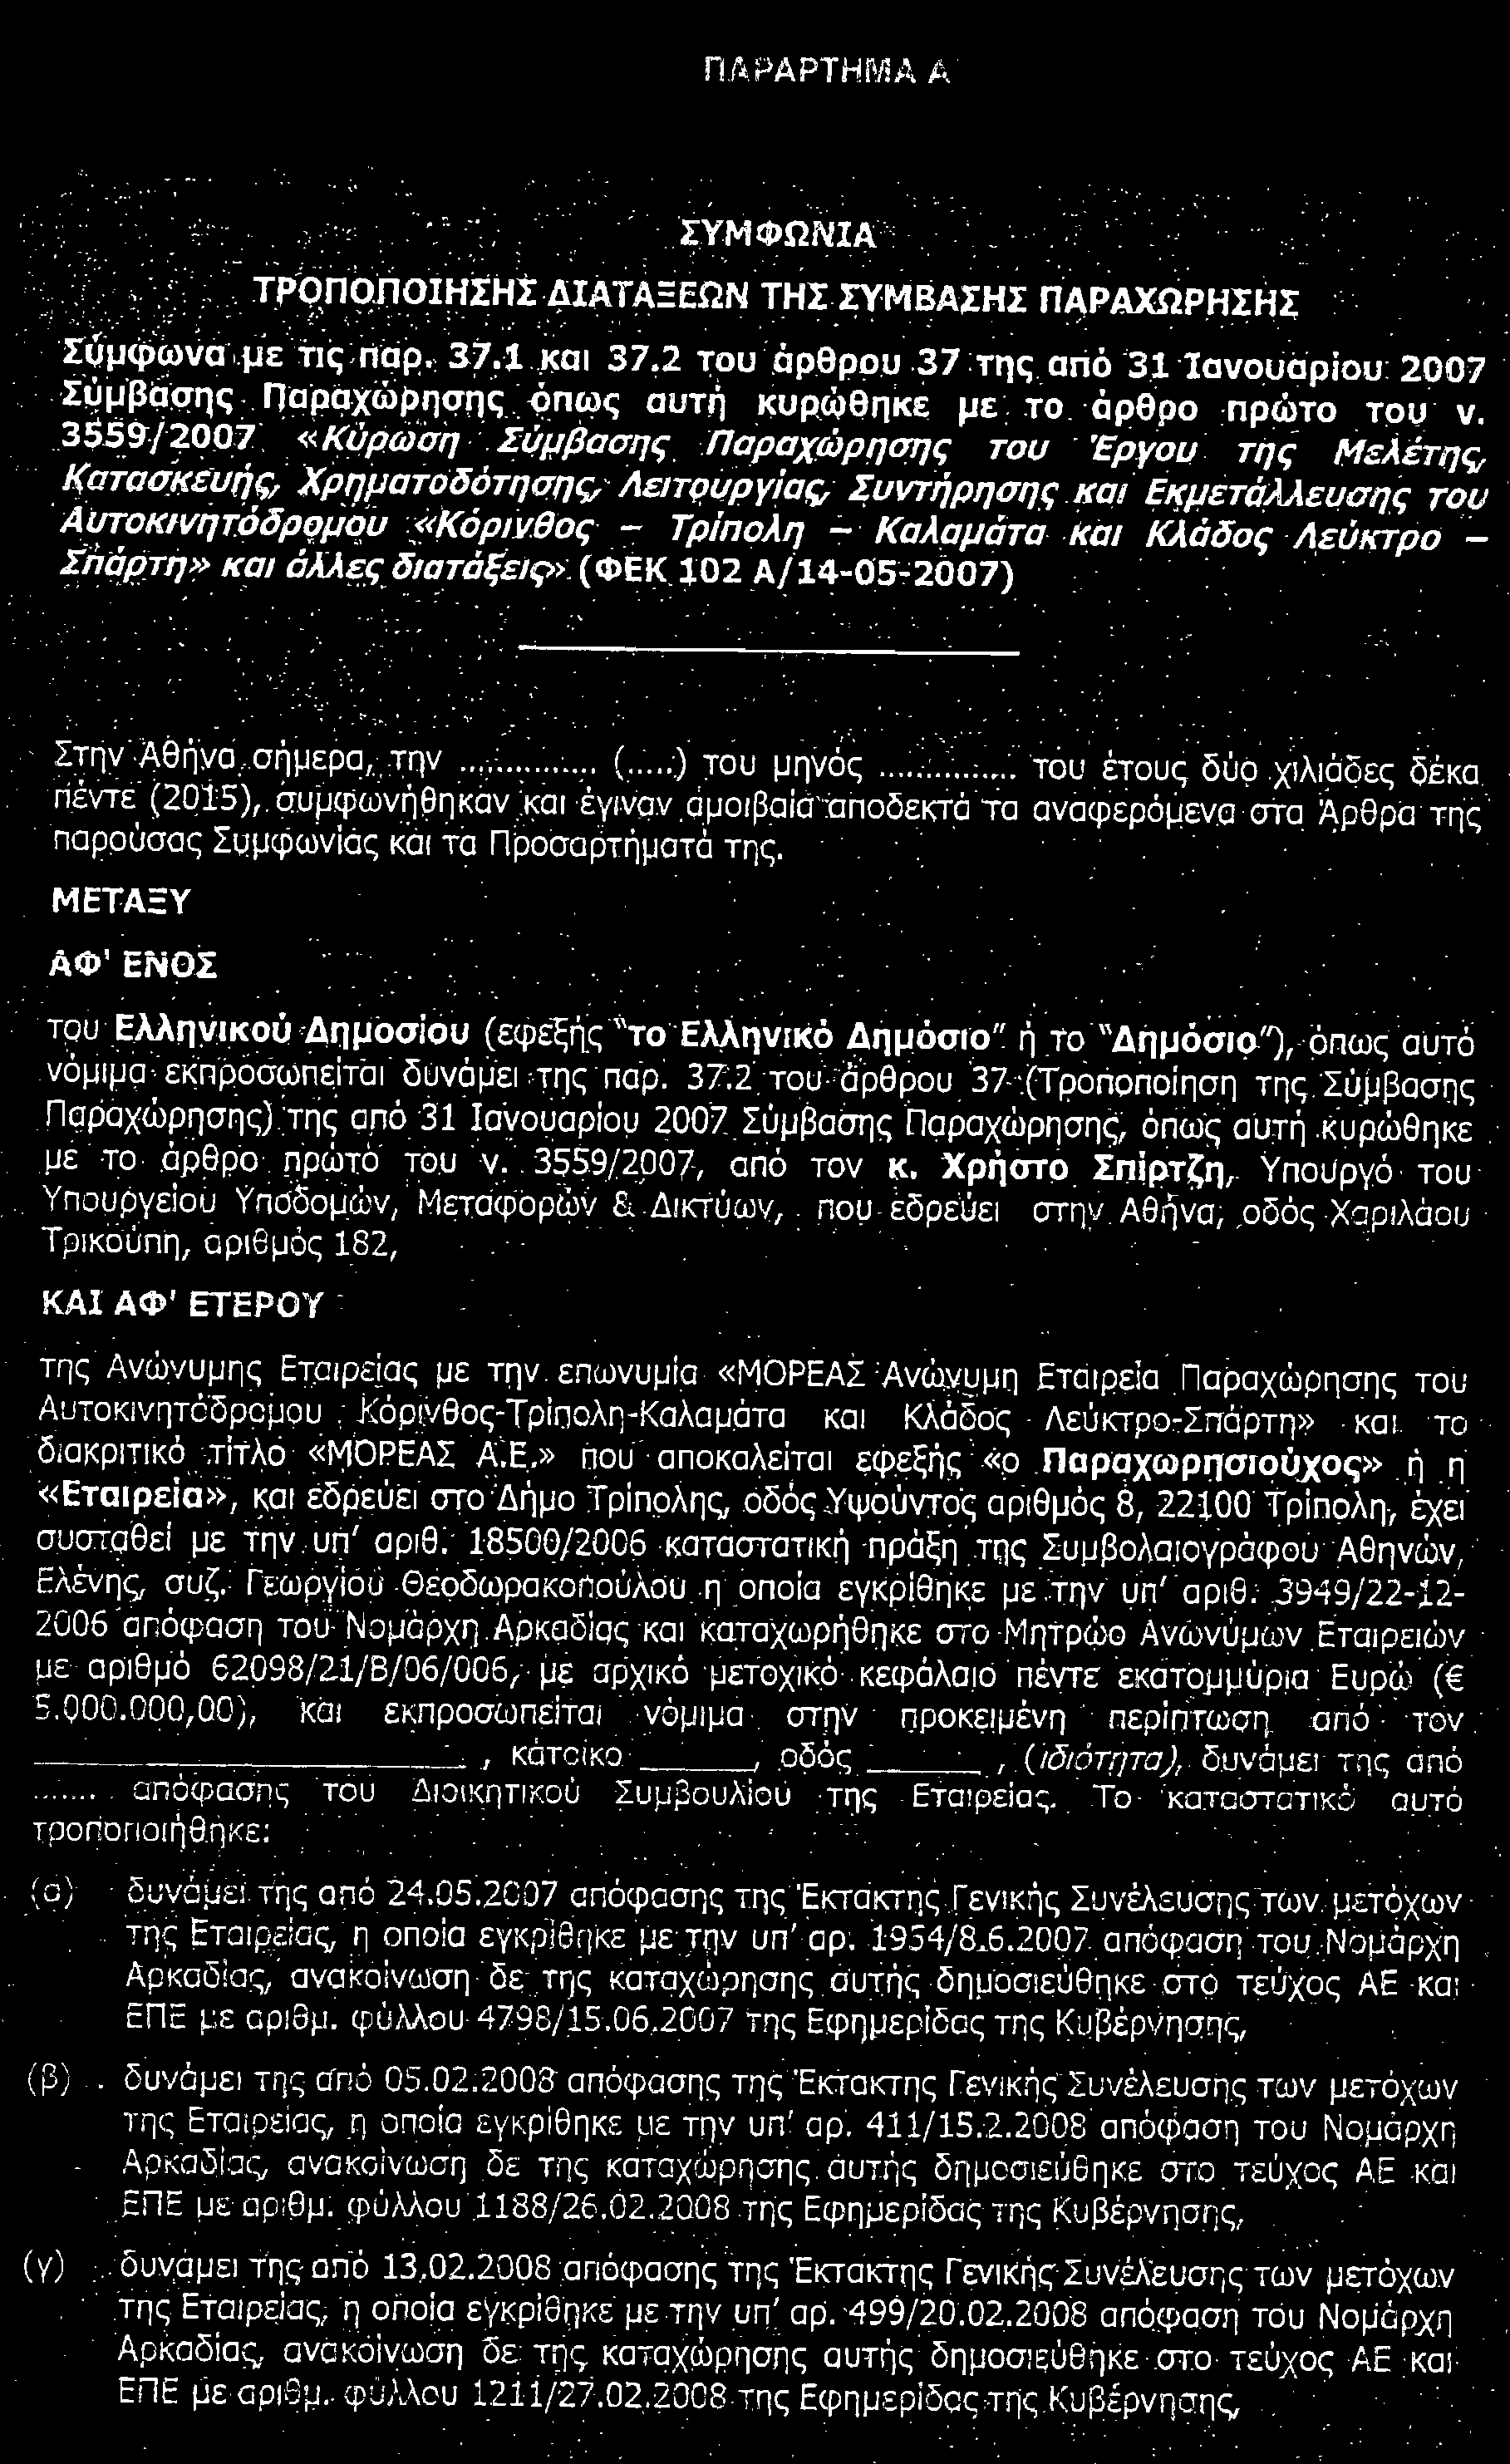 ΠΑΡΑΡΤΗΜΑ Α
ΣΥΜΦΩΝΙΑ
ΤΡΟΠΟΠΟΙΗΣΗΣ ΔΙΑΤΑΞΕΩΝ ΤΗΣ ΣΥΜΒΑΣΗΣ ΠΑΡΑΧΩΡΗΣΗΣ
Σύμφωνα με τις παρ. 37.1 και 37.2 του άρθρου 37 της από 31 Ιανουαρίου 2007
Σύμβασης Παραχώρησης όπως αυτή κυρώθηκε με το άρθρο πρώτο του ν.
3559/2007 «Κύρωση Σύμβασης Παραχώρησης του Έργου της Μελέτης,
Κατασκευής, Χρηματοδότησης, Λειτουργίας, Συντήρησης και Εκμετάλλευσης του
Αυτοκινητόδρομου «Κόρινθος – Τρίπολη – Καλαμάτα και Κλάδος Λεύκτρο –
Σπάρτη» και άλλες διατάξεις» (ΦΕΚ 102 Α/14-05-2007)
Στην Αθήνα σήμερα, την ............... (.....) του μηνός ............... του έτους δύο χιλιάδες δέκα
πέντε (2015), συμφωνήθηκαν και έγιναν αμοιβαία αποδεκτά τα αναφερόμενα στα Άρθρα της
παρούσας Συμφωνίας και τα Προσαρτήματά της.
ΜΕΤΑΞΥ
ΑΦ' ΕΝΟΣ
του Ελληνικού Δημοσίου (εφεξής "το Ελληνικό Δημόσιο" ή το "Δημόσιο"), όπως αυτό
νόμιμα εκπροσωπείται δυνάμει της παρ. 37.2 του άρθρου 37 (Τροποποίηση της Σύμβασης
Παραχώρησης) της από 31 Ιανουαρίου 2007 Σύμβασης Παραχώρησης, όπως αυτή κυρώθηκε
με το άρθρο πρώτο του ν. 3559/2007, από τον κ. Χρήστο Σπίρτζη, Υπουργό του
Υπουργείου Υποδομών, Μεταφορών & Δικτύων, που εδρεύει στην Αθήνα, οδός Χαριλάου
Τρικούπη, αριθμός 182,
ΚΑΙ ΑΦ' ΕΤΕΡΟΥ
της Ανώνυμης Εταιρείας με την επωνυμία «ΜΟΡΕΑΣ Ανώνυμη Εταιρεία Παραχώρησης του
Αυτοκινητόδρομου Κόρινθος-Τρίπολη-Καλαμάτα και Κλάδος Λεύκτρο-Σπάρτη» και το
διακριτικό τίτλο «ΜΟΡΕΑΣ Α.Ε.» που αποκαλείται εφεξής «ο Παραχωρησιούχος» ή η
«Εταιρεία», και εδρεύει στο Δήμο Τρίπολης, οδός Υψούντος αριθμός 8, 22100 Τρίπολη, έχει
συσταθεί με την υπ' αριθ. 18500/2006 καταστατική πράξη της Συμβολαιογράφου Αθηνών,
Ελένης, συζ. Γεωργίου Θεοδωρακοπούλου η οποία εγκρίθηκε με την υπ' αριθ. 3949/22-12-
2006 απόφαση του Νομάρχη Αρκαδίας και καταχωρήθηκε στο Μητρώο Ανωνύμων Εταιρειών
με αριθμό 62098/21/Β/06/006, με αρχικό μετοχικό κεφάλαιο πέντε εκατομμύρια Ευρώ (€
5.000.000,00), και εκπροσωπείται νόμιμα στην προκειμένη περίπτωση από τον
______________________, κάτοικο ______, οδός ______, (ιδιότητα), δυνάμει της από
....... απόφασης του Διοικητικού Συμβουλίου της Εταιρείας. Το καταστατικό αυτό
τροποποιήθηκε:
(α) δυνάμει της από 24.05.2007 απόφασης της Έκτακτης Γενικής Συνέλευσης των μετόχων
της Εταιρείας, η οποία εγκρίθηκε με την υπ' αρ. 1954/8.6.2007 απόφαση του Νομάρχη
Αρκαδίας, ανακοίνωση δε της καταχώρησης αυτής δημοσιεύθηκε στο τεύχος ΑΕ και
ΕΠΕ με αριθμ. φύλλου 4798/15.06.2007 της Εφημερίδας της Κυβέρνησης,
(β) δυνάμει της από 05.02.2008 απόφασης της Έκτακτης Γενικής Συνέλευσης των μετόχων
της Εταιρείας, η οποία εγκρίθηκε με την υπ' αρ. 411/15.2.2008 απόφαση του Νομάρχη
Αρκαδίας, ανακοίνωση δε της καταχώρησης αυτής δημοσιεύθηκε στο τεύχος ΑΕ και
ΕΠΕ με αριθμ. φύλλου 1188/26.02.2008 της Εφημερίδας της Κυβέρνησης,
(γ) δυνάμει της από 13.02.2008 απόφασης της Έκτακτης Γενικής Συνέλευσης των μετόχων
της Εταιρείας, η οποία εγκρίθηκε με την υπ' αρ. 499/20.02.2008 απόφαση του Νομάρχη
Αρκαδίας, ανακοίνωση δε της καταχώρησης αυτής δημοσιεύθηκε στο τεύχος ΑΕ και
ΕΠΕ με αριθμ. φύλλου 1211/27.02.2008 της Εφημερίδας της Κυβέρνησης,